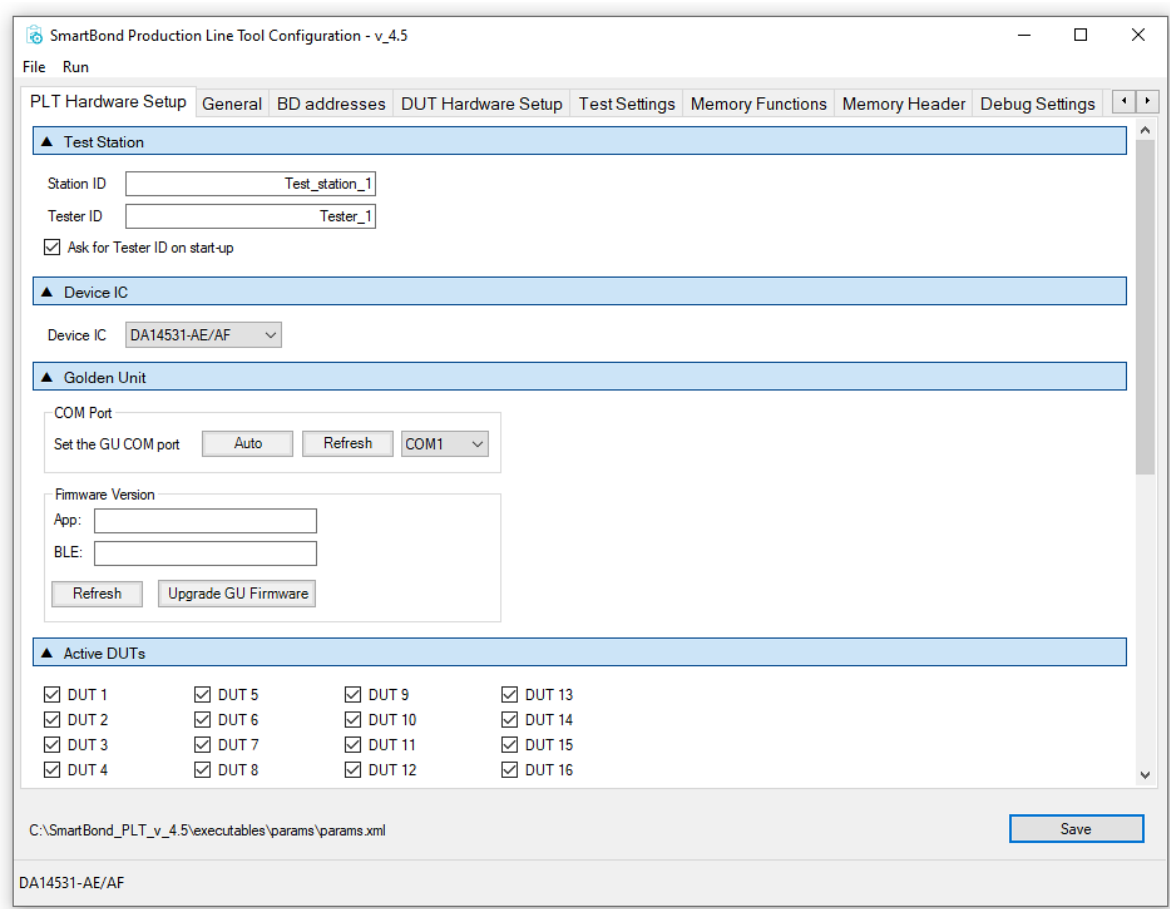 SmartBond Production Line Tool Configuration - v_4.5
File Run
PLT Hardware Setup General BD addresses DUT Hardware Setup Test Settings Memory Functions Memory Header Debug Settings
Test Station
Station ID Test_station_1
Tester ID Tester_1
Ask for Tester ID on start-up
Device IC
Device IC DA14531-AE/AF
Golden Unit
COM Port
Set the GU COM port Auto Refresh COM1
Firmware Version
App:
BLE:
Refresh Upgrade GU Firmware
Active DUTs
DUT 1 DUT 5 DUT 9 DUT 13
DUT 2 DUT 6 DUT 10 DUT 14
DUT 3 DUT 7 DUT 11 DUT 15
DUT 4 DUT 8 DUT 12 DUT 16
C:\SmartBond_PLT_v_4.5\executables\params\params.xml Save
DA14531-AE/AF